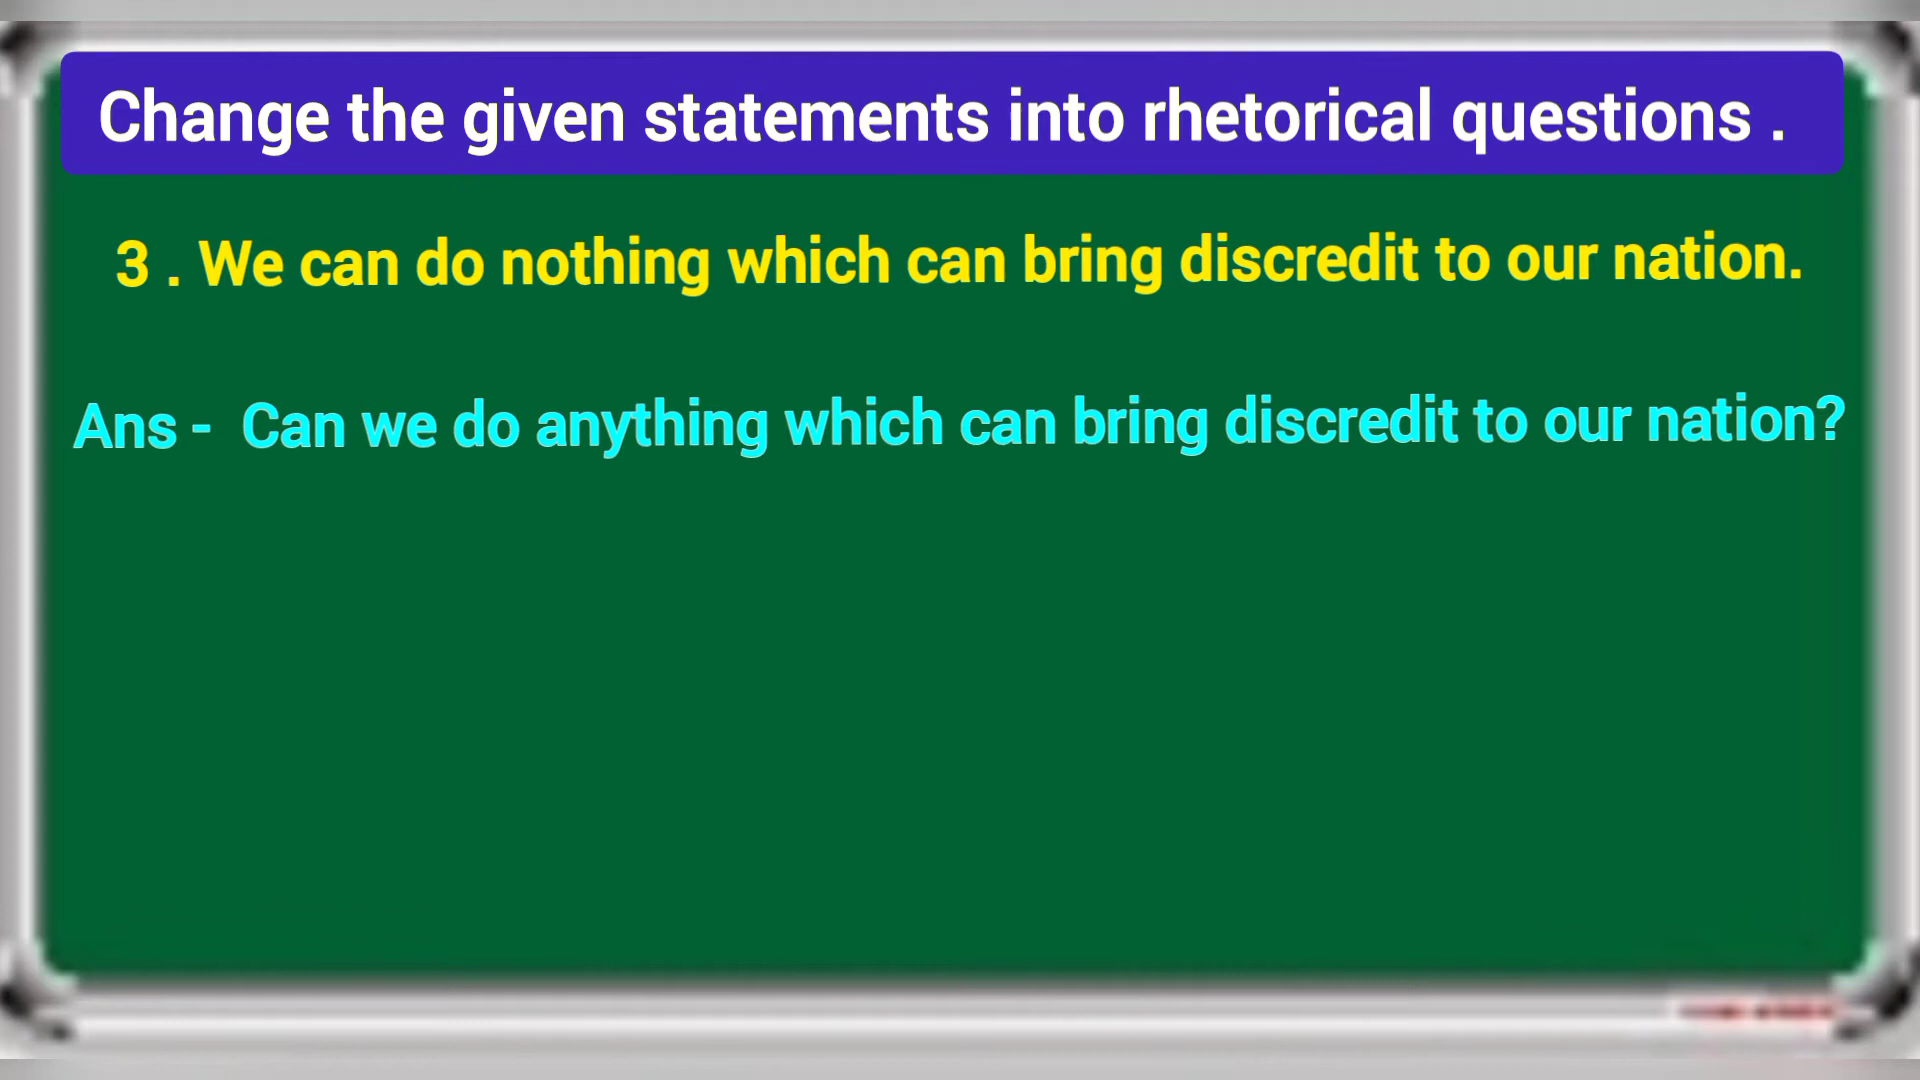 Change the given statements into rhetorical questions .
3 . We can do nothing which can bring discredit to our nation.
Ans - Can we do anything which can bring discredit to our nation?